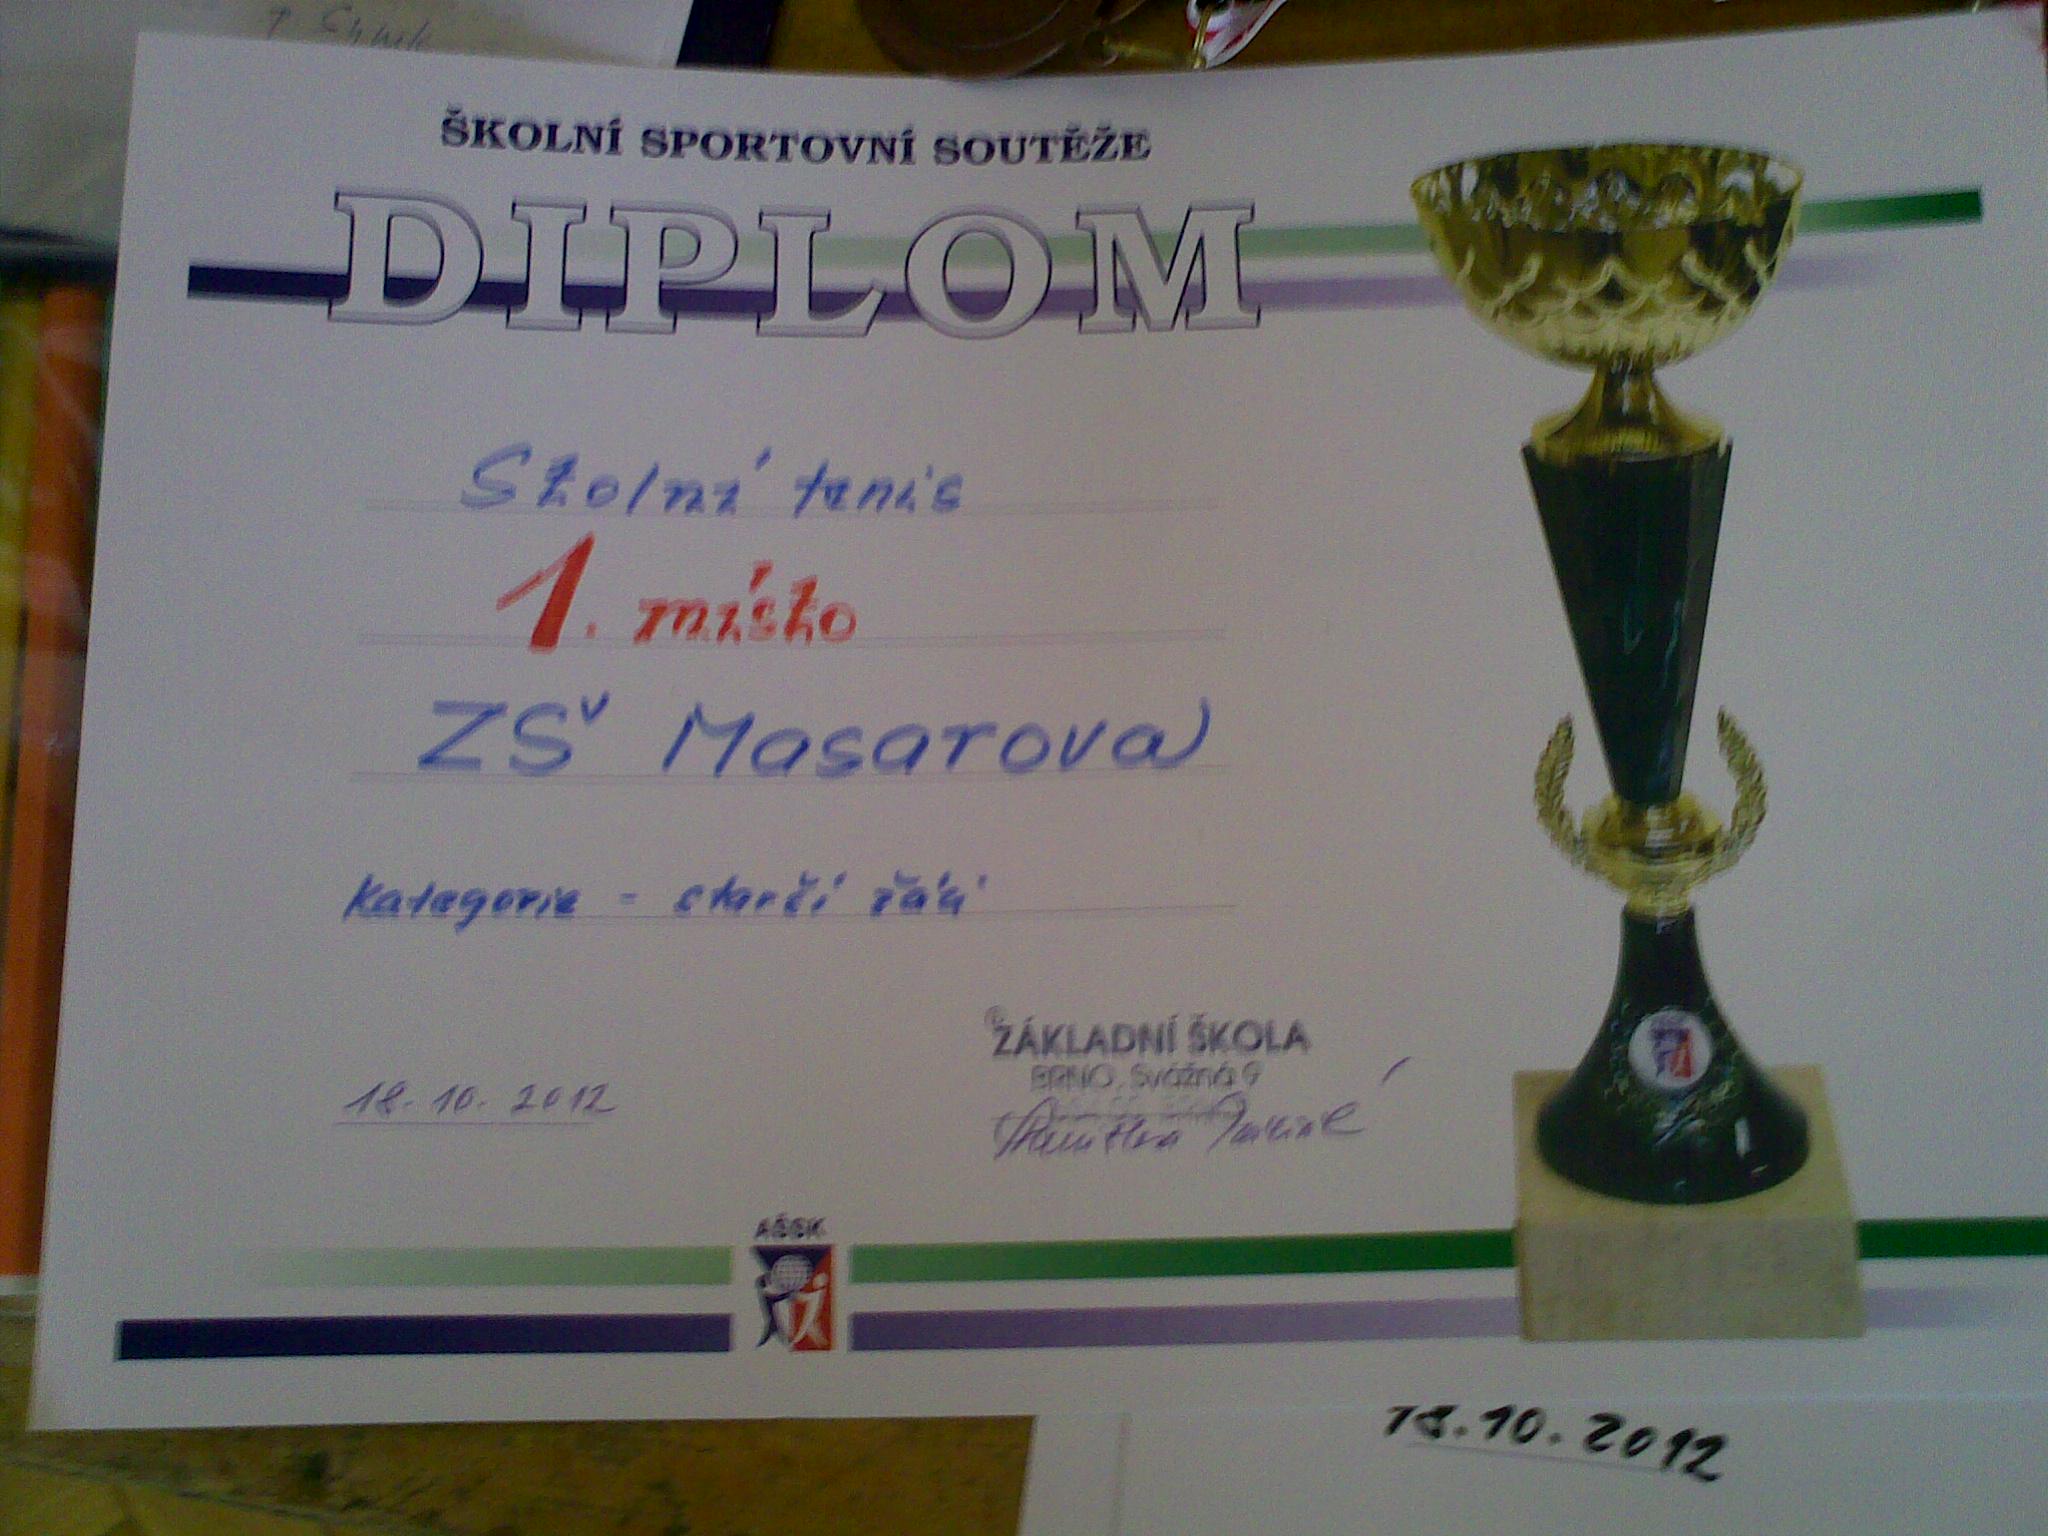 ŠKOLNÍ SPORTOVNÍ SOUTĚŽE
DIPLOM
Stolní tenis
1. místo
ZŠ Masarova
Kategorie - starší žáci
ZÁKLADNÍ ŠKOLA
BRNO, Svážná 9
18. 10. 2012
AŠSK
18.10.2012